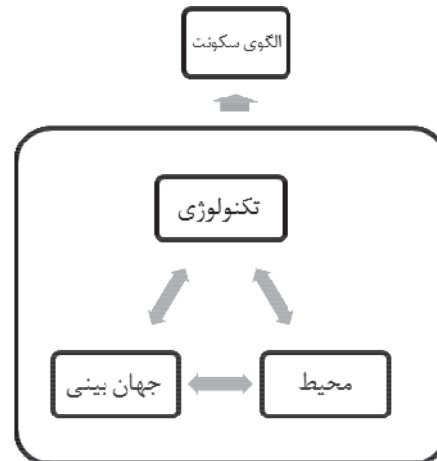 الگوی سکونت
تکنولوژی
محیط
جهان بینی